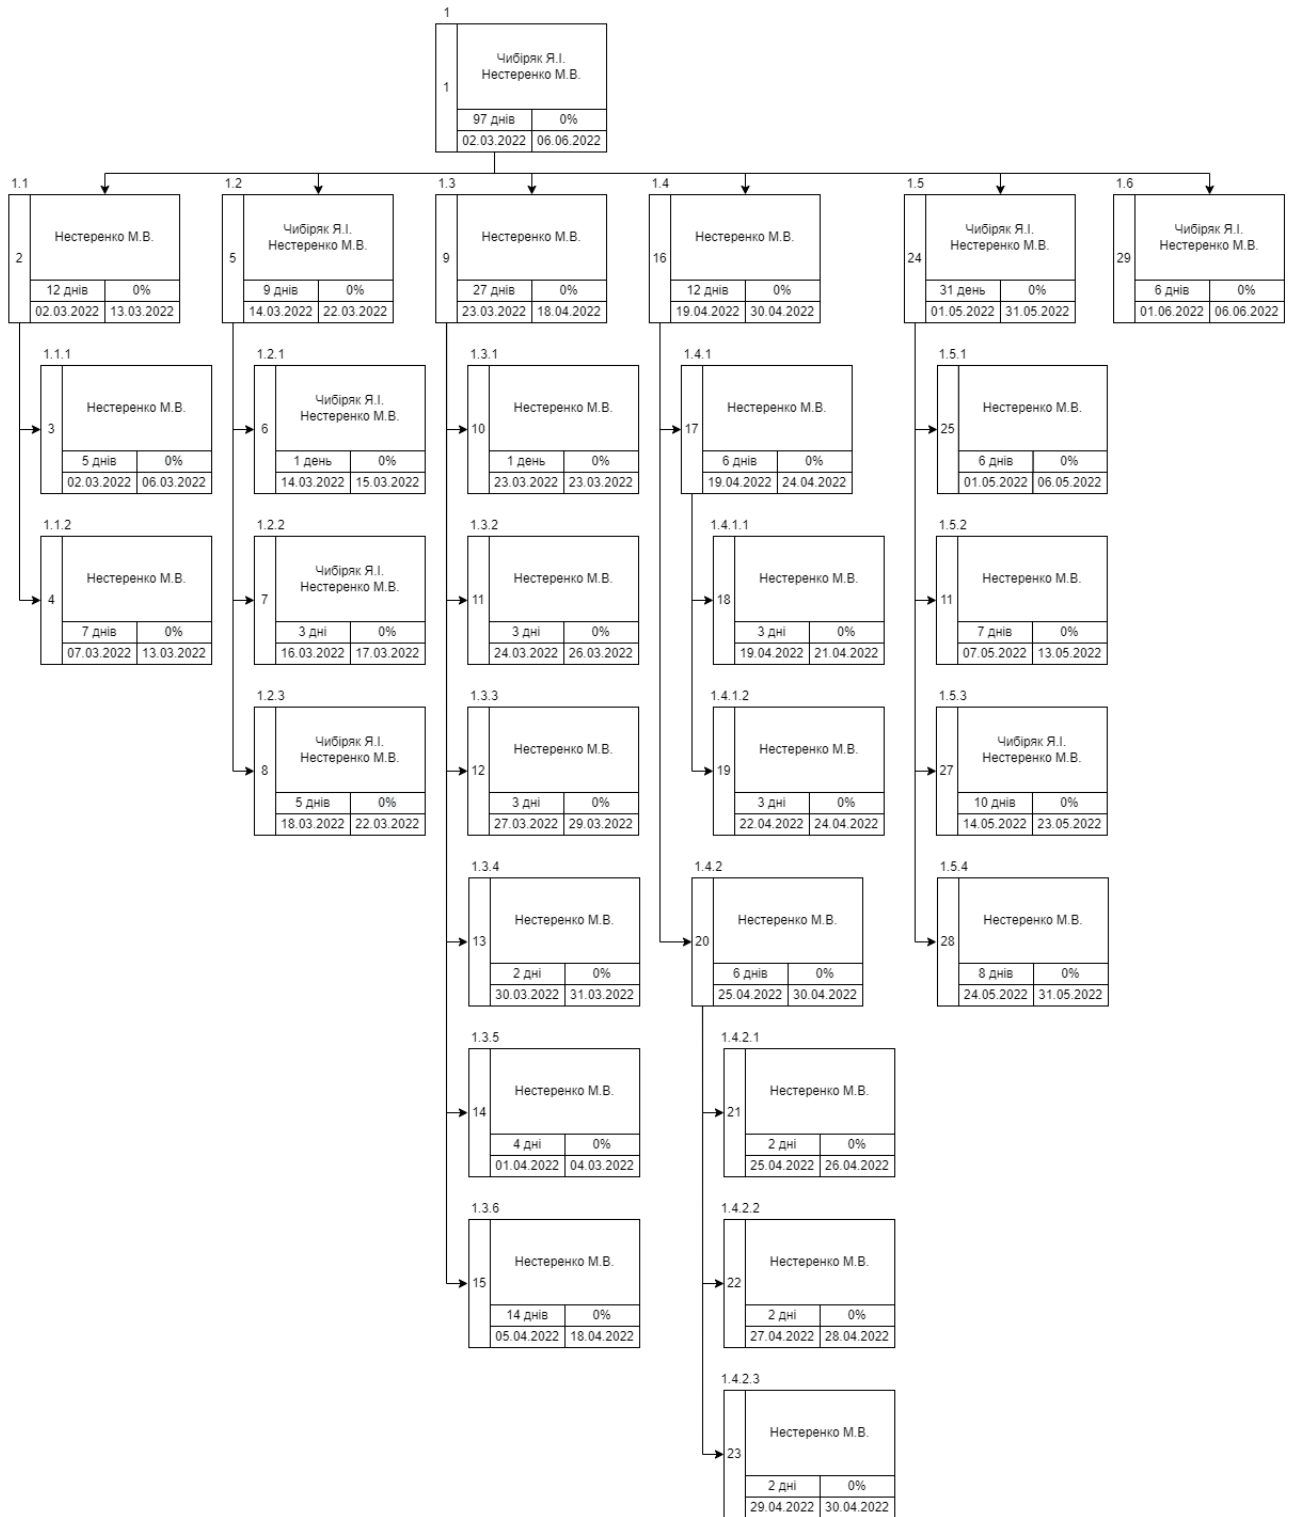 1
1
Чибіряк Я.І.
Нестеренко М.В.
97 днів 0%
02.03.2022 06.06.2022
1.1
2
Нестеренко М.В.
12 днів 0%
02.03.2022 13.03.2022
1.1.1
3
Нестеренко М.В.
5 днів 0%
02.03.2022 06.03.2022
1.1.2
4
Нестеренко М.В.
7 днів 0%
07.03.2022 13.03.2022
1.2
5
Чибіряк Я.І.
Нестеренко М.В.
9 днів 0%
14.03.2022 22.03.2022
1.2.1
6
Чибіряк Я.І.
Нестеренко М.В.
1 день 0%
14.03.2022 15.03.2022
1.2.2
7
Чибіряк Я.І.
Нестеренко М.В.
3 дні 0%
16.03.2022 17.03.2022
1.2.3
8
Чибіряк Я.І.
Нестеренко М.В.
5 днів 0%
18.03.2022 22.03.2022
1.3
9
Нестеренко М.В.
27 днів 0%
23.03.2022 18.04.2022
1.3.1
10
Нестеренко М.В.
1 день 0%
23.03.2022 23.03.2022
1.3.2
11
Нестеренко М.В.
3 дні 0%
24.03.2022 26.03.2022
1.3.3
12
Нестеренко М.В.
3 дні 0%
27.03.2022 29.03.2022
1.3.4
13
Нестеренко М.В.
2 дні 0%
30.03.2022 31.03.2022
1.3.5
14
Нестеренко М.В.
4 дні 0%
01.04.2022 04.03.2022
1.3.6
15
Нестеренко М.В.
14 днів 0%
05.04.2022 18.04.2022
1.4
16
Нестеренко М.В.
12 днів 0%
19.04.2022 30.04.2022
1.4.1
17
Нестеренко М.В.
6 днів 0%
19.04.2022 24.04.2022
1.4.1.1
18
Нестеренко М.В.
3 дні 0%
19.04.2022 21.04.2022
1.4.1.2
19
Нестеренко М.В.
3 дні 0%
22.04.2022 24.04.2022
1.4.2
20
Нестеренко М.В.
6 днів 0%
25.04.2022 30.04.2022
1.4.2.1
21
Нестеренко М.В.
2 дні 0%
25.04.2022 26.04.2022
1.4.2.2
22
Нестеренко М.В.
2 дні 0%
27.04.2022 28.04.2022
1.4.2.3
23
Нестеренко М.В.
2 дні 0%
29.04.2022 30.04.2022
1.5
24
Чибіряк Я.І.
Нестеренко М.В.
31 день 0%
01.05.2022 31.05.2022
1.5.1
25
Нестеренко М.В.
6 днів 0%
01.05.2022 06.05.2022
1.5.2
11
Нестеренко М.В.
7 днів 0%
07.05.2022 13.05.2022
1.5.3
27
Чибіряк Я.І.
Нестеренко М.В.
10 днів 0%
14.05.2022 23.05.2022
1.5.4
28
Нестеренко М.В.
8 днів 0%
24.05.2022 31.05.2022
1.6
29
Чибіряк Я.І.
Нестеренко М.В.
6 днів 0%
01.06.2022 06.06.2022